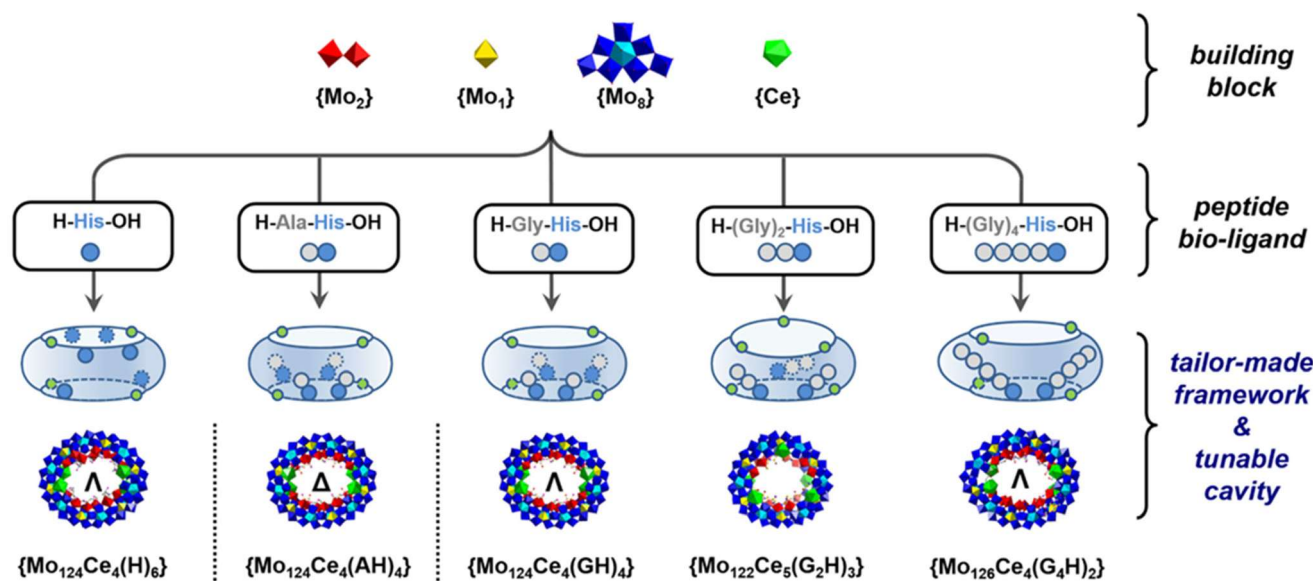 {Mo₂} {Mo₁} {Mo₈} {Ce}
building
block
H-His-OH H-Ala-His-OH H-Gly-His-OH H-(Gly)₂-His-OH H-(Gly)₄-His-OH
peptide
bio-ligand
tailor-made
framework
&
tunable
cavity
Λ Δ Λ Λ
{Mo₁₂₄Ce₄(H)₆} {Mo₁₂₄Ce₄(AH)₄} {Mo₁₂₄Ce₄(GH)₄} {Mo₁₂₂Ce₅(G₂H)₃} {Mo₁₂₆Ce₄(G₄H)₂}